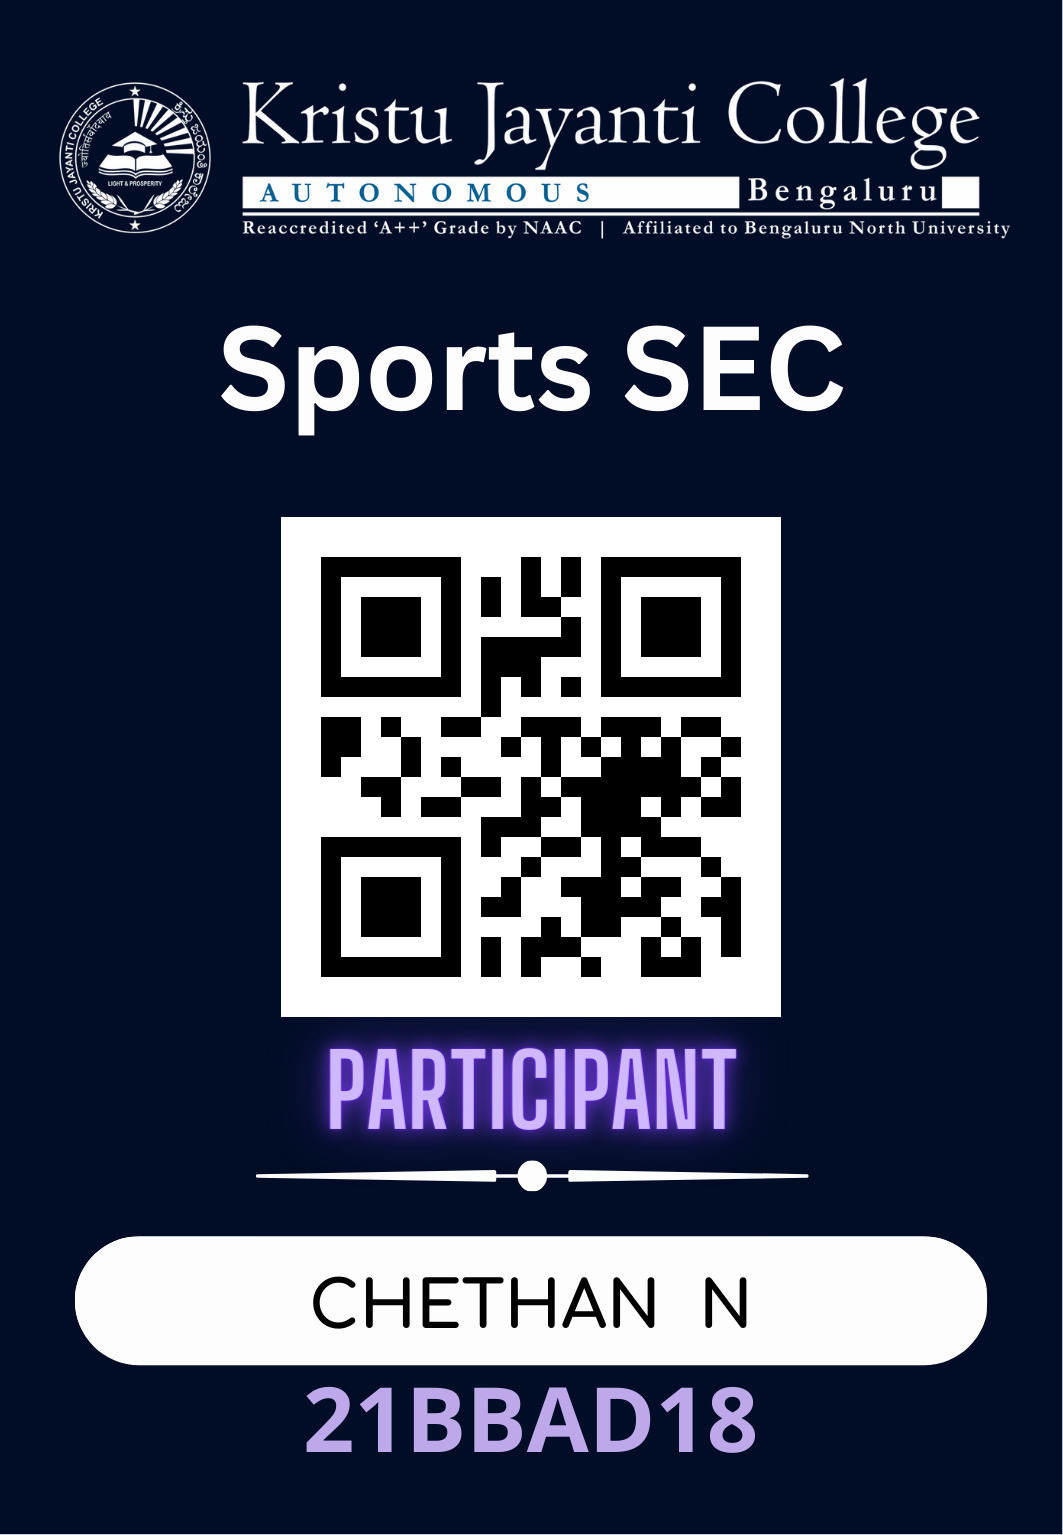 Kristu Jayanti College
AUTONOMOUS Bengaluru
Reaccredited ‘A++’ Grade by NAAC | Affiliated to Bengaluru North University
KRISTU JAYANTI COLLEGE
LIGHT & PROSPERITY
Sports SEC
PARTICIPANT
CHETHAN N
21BBAD18